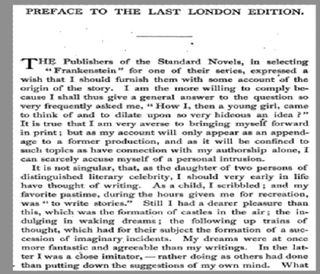 PREFACE TO THE LAST LONDON EDITION.
THE Publishers of the Standard Novels, in selecting
"Frankenstein" for one of their series, expressed a
wish that I should furnish them with some account of the
origin of the story. I am the more willing to comply be-
cause I shall thus give a general answer to the question so
very frequently asked me, "How I, then a young girl, came
to think of and to dilate upon so very hideous an idea?"
It is true that I am very averse to bringing myself forward
in print; but as my account will only appear as an append-
age to a former production, and as it will be confined to
such topics as have connection with my authorship alone, I
can scarcely accuse myself of a personal intrusion.
It is not singular, that, as the daughter of two persons of
distinguished literary celebrity, I should very early in life
have thought of writing. As a child, I scribbled; and my
favorite pastime, during the hours given me for recreation,
was "to write stories." Still I had a dearer pleasure than
this, which was the formation of castles in the air; the in-
dulging in waking dreams; the following up trains of
thought, which had for their subject the formation of a suc-
cession of imaginary incidents. My dreams were at once
more fantastic and agreeable than my writings. In the lat-
ter I was a close imitator,—rather doing as others had done
than putting down the suggestions of my own mind. What